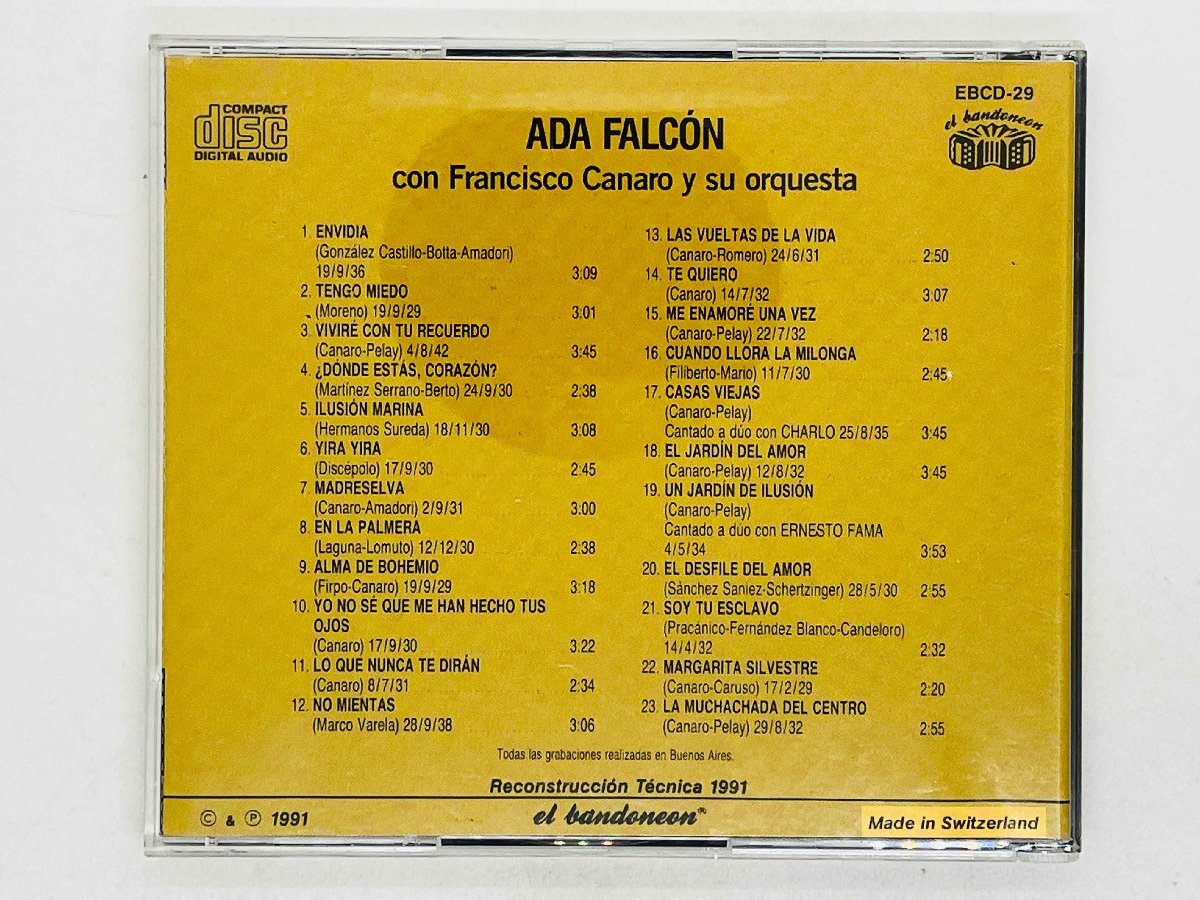 COMPACT
disc
DIGITAL AUDIO
EBCD-29
el bandoneon
ADA FALCÓN
con Francisco Canaro y su orquesta
1. ENVIDIA
(González Castillo-Botta-Amadori)
19/9/36 3:09
2. TENGO MIEDO
(Moreno) 19/9/29 3:01
3. VIVIRÉ CON TU RECUERDO
(Canaro-Pelay) 4/8/42 3:45
4. ¿DÓNDE ESTÁS, CORAZÓN?
(Martínez Serrano-Berto) 24/9/30 2:38
5. ILUSIÓN MARINA
(Hermanos Sureda) 18/11/30 3:08
6. YIRA YIRA
(Discépolo) 17/9/30 2:45
7. MADRESELVA
(Canaro-Amadori) 2/9/31 3:00
8. EN LA PALMERA
(Laguna-Lomuto) 12/12/30 2:38
9. ALMA DE BOHEMIO
(Firpo-Canaro) 19/9/29 3:18
10. YO NO SÉ QUE ME HAN HECHO TUS
OJOS
(Canaro) 17/9/30 3:22
11. LO QUE NUNCA TE DIRÁN
(Canaro) 8/7/31 2:34
12. NO MIENTAS
(Marco Varela) 28/9/38 3:06
13. LAS VUELTAS DE LA VIDA
(Canaro-Romero) 24/6/31 2:50
14. TE QUIERO
(Canaro) 14/7/32 3:07
15. ME ENAMORÉ UNA VEZ
(Canaro-Pelay) 22/7/32 2:18
16. CUANDO LLORA LA MILONGA
(Filiberto-Mario) 11/7/30 2:45
17. CASAS VIEJAS
(Canaro-Pelay)
Cantado a dúo con CHARLO 25/8/35 3:45
18. EL JARDÍN DEL AMOR
(Canaro-Pelay) 12/8/32 3:45
19. UN JARDÍN DE ILUSIÓN
(Canaro-Pelay)
Cantado a dúo con ERNESTO FAMA
4/5/34 3:53
20. EL DESFILE DEL AMOR
(Sánchez Saniez-Schertzinger) 28/5/30 2:55
21. SOY TU ESCLAVO
(Pracánico-Fernández Blanco-Candeloro)
14/4/32 2:32
22. MARGARITA SILVESTRE
(Canaro-Caruso) 17/2/29 2:20
23. LA MUCHACHADA DEL CENTRO
(Canaro-Pelay) 29/8/32 2:55
Todas las grabaciones realizadas en Buenos Aires.
Reconstrucción Técnica 1991
© & ℗ 1991
el bandoneon®
Made in Switzerland